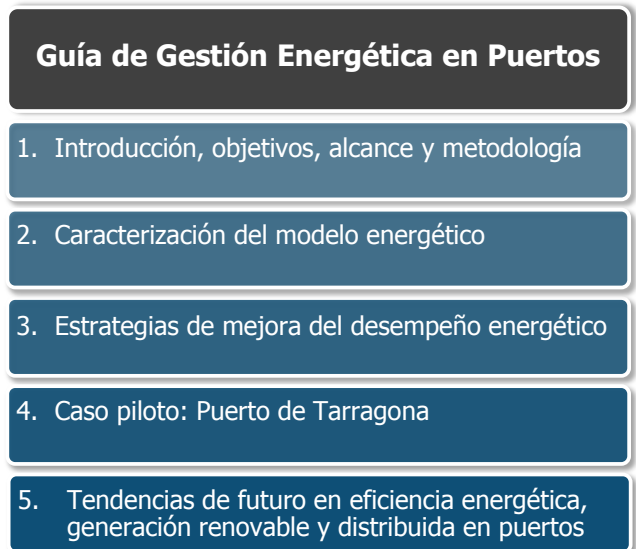 Guía de Gestión Energética en Puertos
1. Introducción, objetivos, alcance y metodología
2. Caracterización del modelo energético
3. Estrategias de mejora del desempeño energético
4. Caso piloto: Puerto de Tarragona
5. Tendencias de futuro en eficiencia energética,
generación renovable y distribuida en puertos